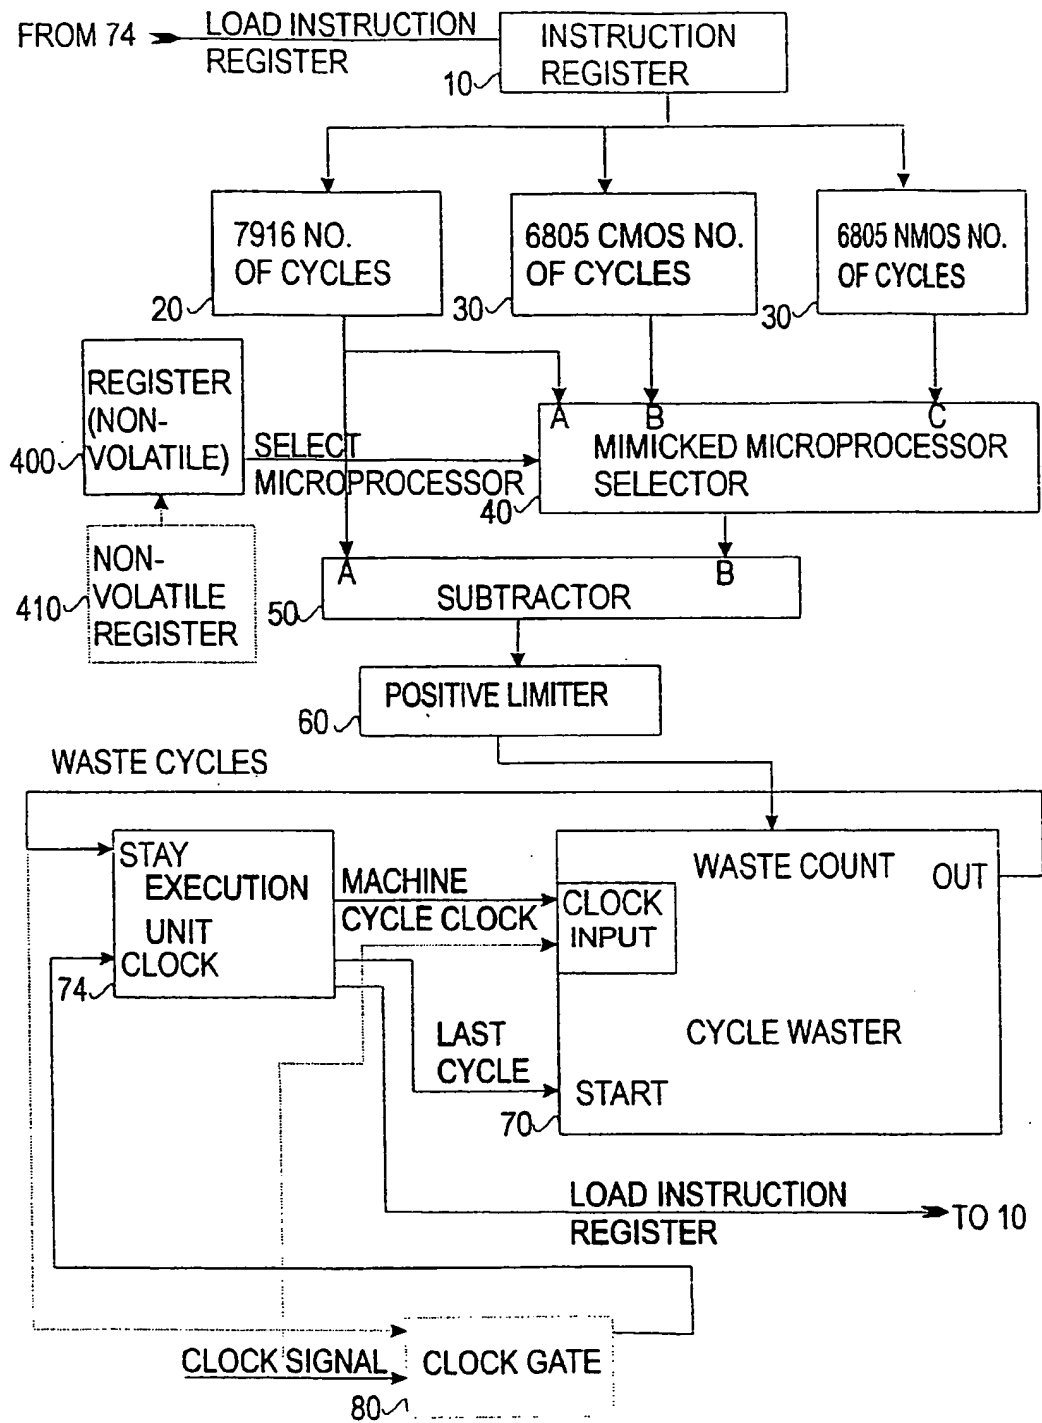 FROM 74
LOAD INSTRUCTION
REGISTER
INSTRUCTION
REGISTER
10
7916 NO.
OF CYCLES
20
6805 CMOS NO.
OF CYCLES
30
6805 NMOS NO.
OF CYCLES
30
REGISTER
(NON-
VOLATILE)
400
SELECT
MICROPROCESSOR
A B C
MIMICKED MICROPROCESSOR
SELECTOR
40
NON-
VOLATILE
REGISTER
410
A B
SUBTRACTOR
50
POSITIVE LIMITER
60
WASTE CYCLES
STAY
EXECUTION
UNIT
CLOCK
74
MACHINE
CYCLE CLOCK
WASTE COUNT
OUT
CLOCK
INPUT
CYCLE WASTER
LAST
CYCLE
START
70
LOAD INSTRUCTION
REGISTER
TO 10
CLOCK SIGNAL
CLOCK GATE
80